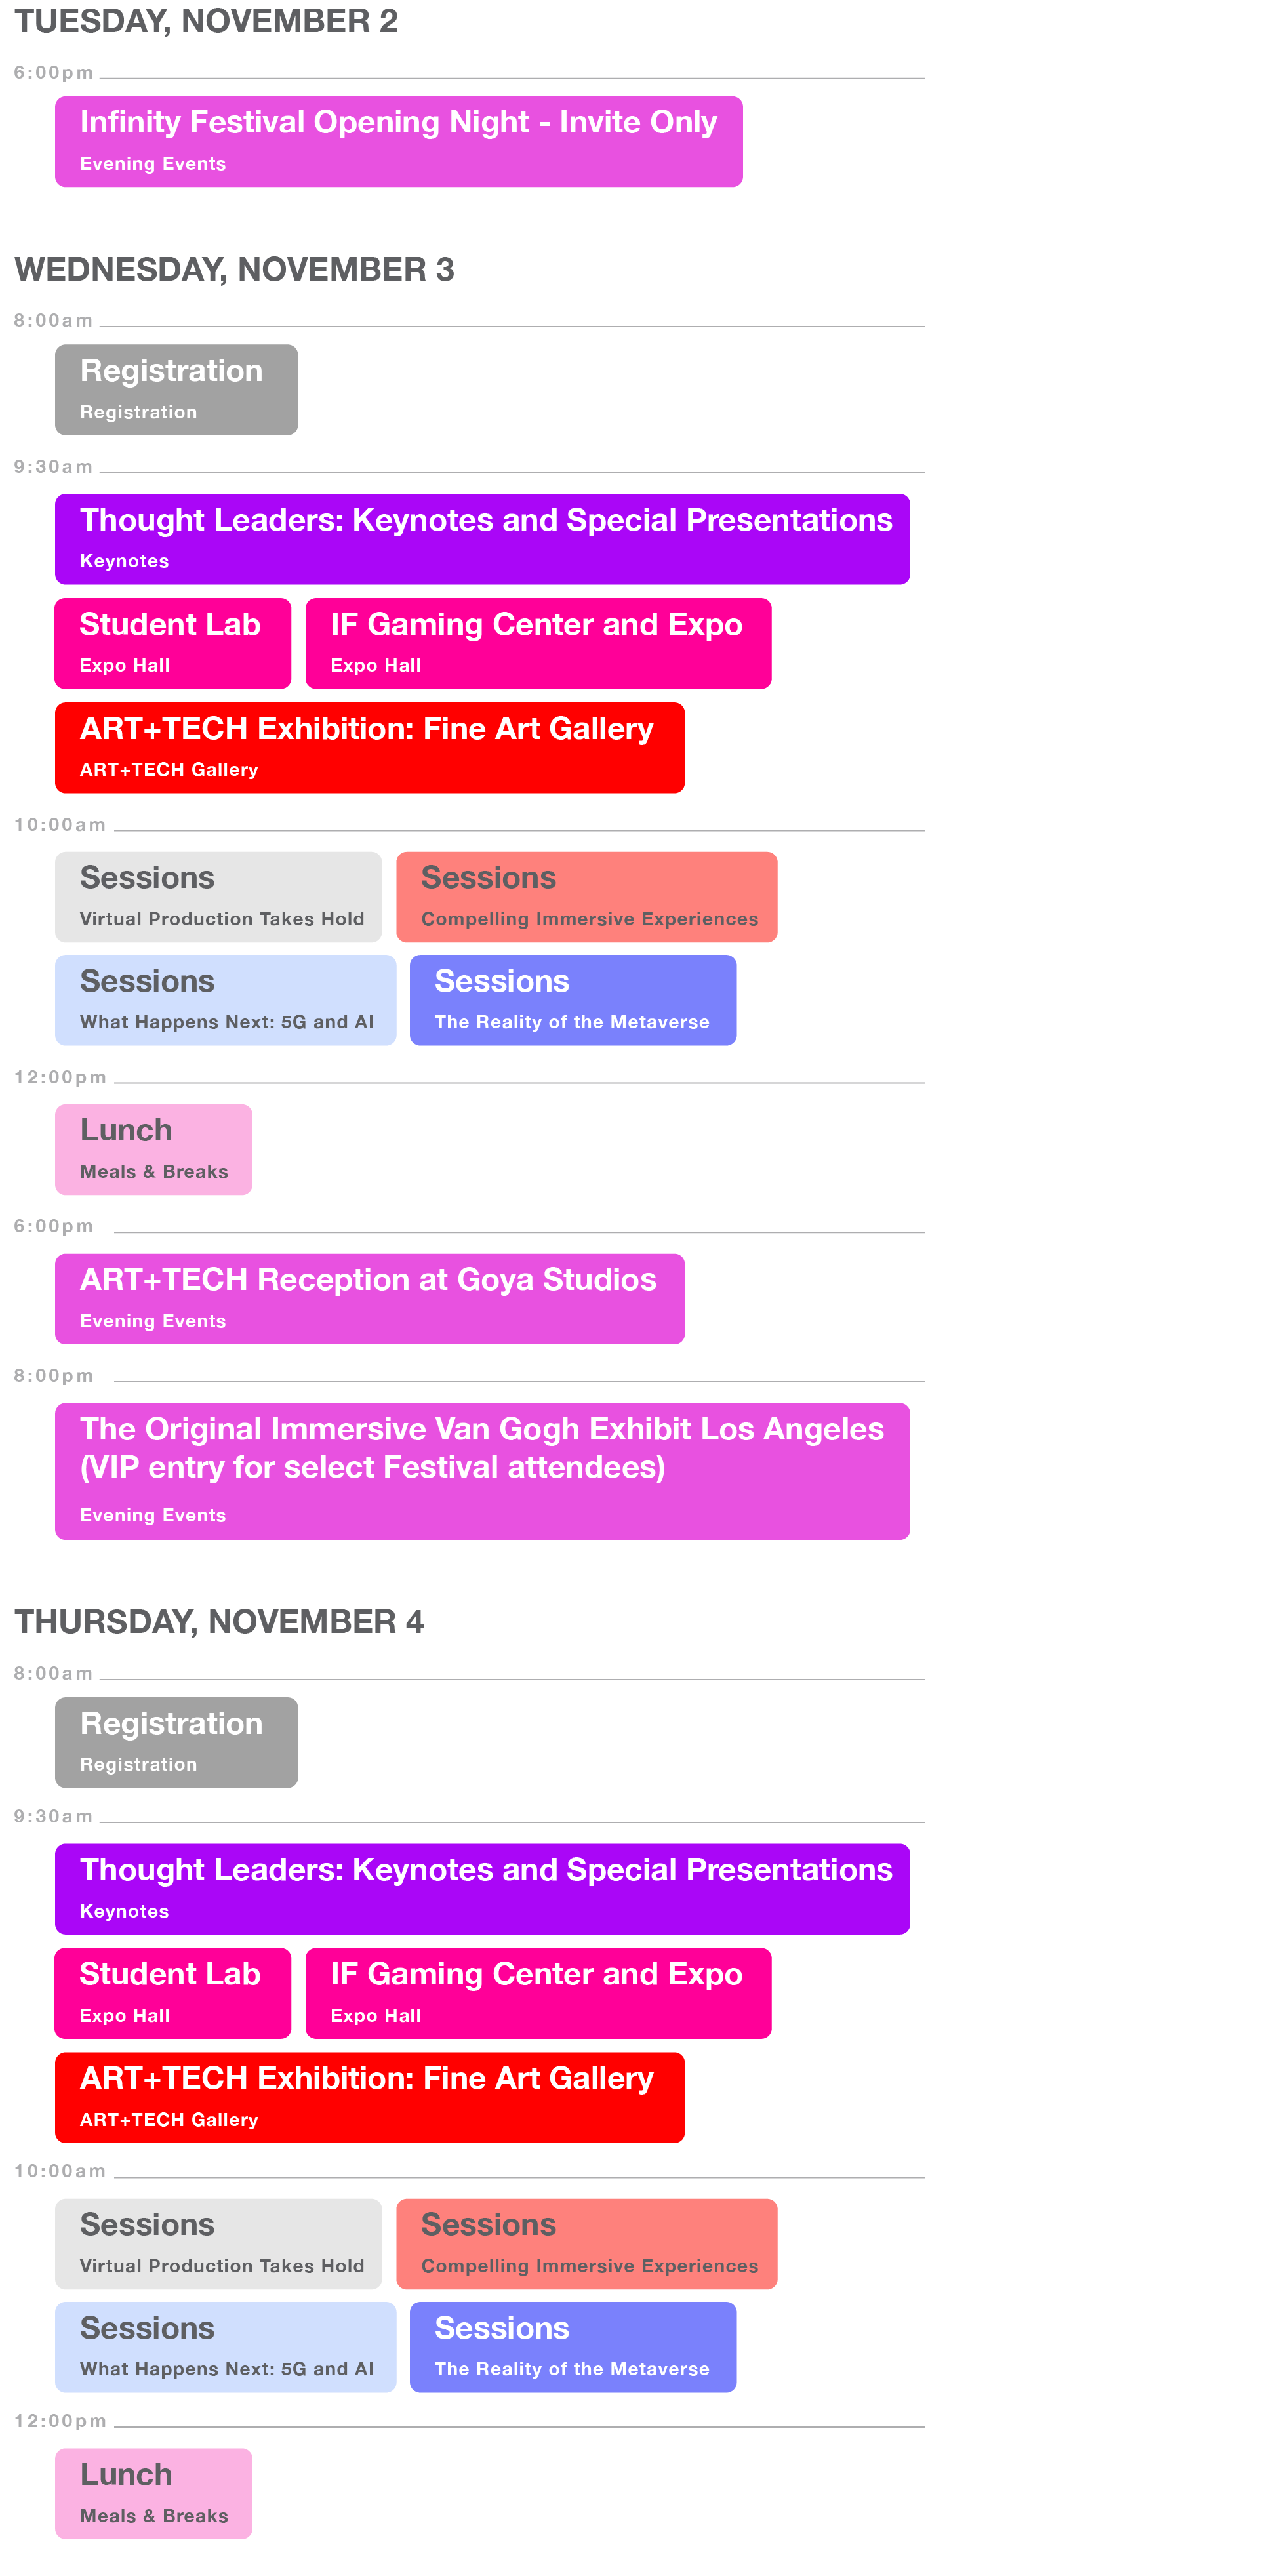 TUESDAY, NOVEMBER 2
6:00pm
Infinity Festival Opening Night - Invite Only
Evening Events
WEDNESDAY, NOVEMBER 3
8:00am
Registration
Registration
9:30am
Thought Leaders: Keynotes and Special Presentations
Keynotes
Student Lab
Expo Hall
IF Gaming Center and Expo
Expo Hall
ART+TECH Exhibition: Fine Art Gallery
ART+TECH Gallery
10:00am
Sessions
Virtual Production Takes Hold
Sessions
Compelling Immersive Experiences
Sessions
What Happens Next: 5G and AI
Sessions
The Reality of the Metaverse
12:00pm
Lunch
Meals & Breaks
6:00pm
ART+TECH Reception at Goya Studios
Evening Events
8:00pm
The Original Immersive Van Gogh Exhibit Los Angeles
(VIP entry for select Festival attendees)
Evening Events
THURSDAY, NOVEMBER 4
8:00am
Registration
Registration
9:30am
Thought Leaders: Keynotes and Special Presentations
Keynotes
Student Lab
Expo Hall
IF Gaming Center and Expo
Expo Hall
ART+TECH Exhibition: Fine Art Gallery
ART+TECH Gallery
10:00am
Sessions
Virtual Production Takes Hold
Sessions
Compelling Immersive Experiences
Sessions
What Happens Next: 5G and AI
Sessions
The Reality of the Metaverse
12:00pm
Lunch
Meals & Breaks